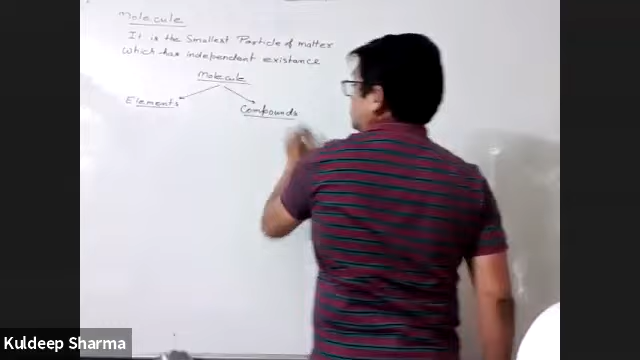 Molecule
It is the Smallest Particle of matter
which has independent existance
Molecule
Elements
Compounds
Kuldeep Sharma